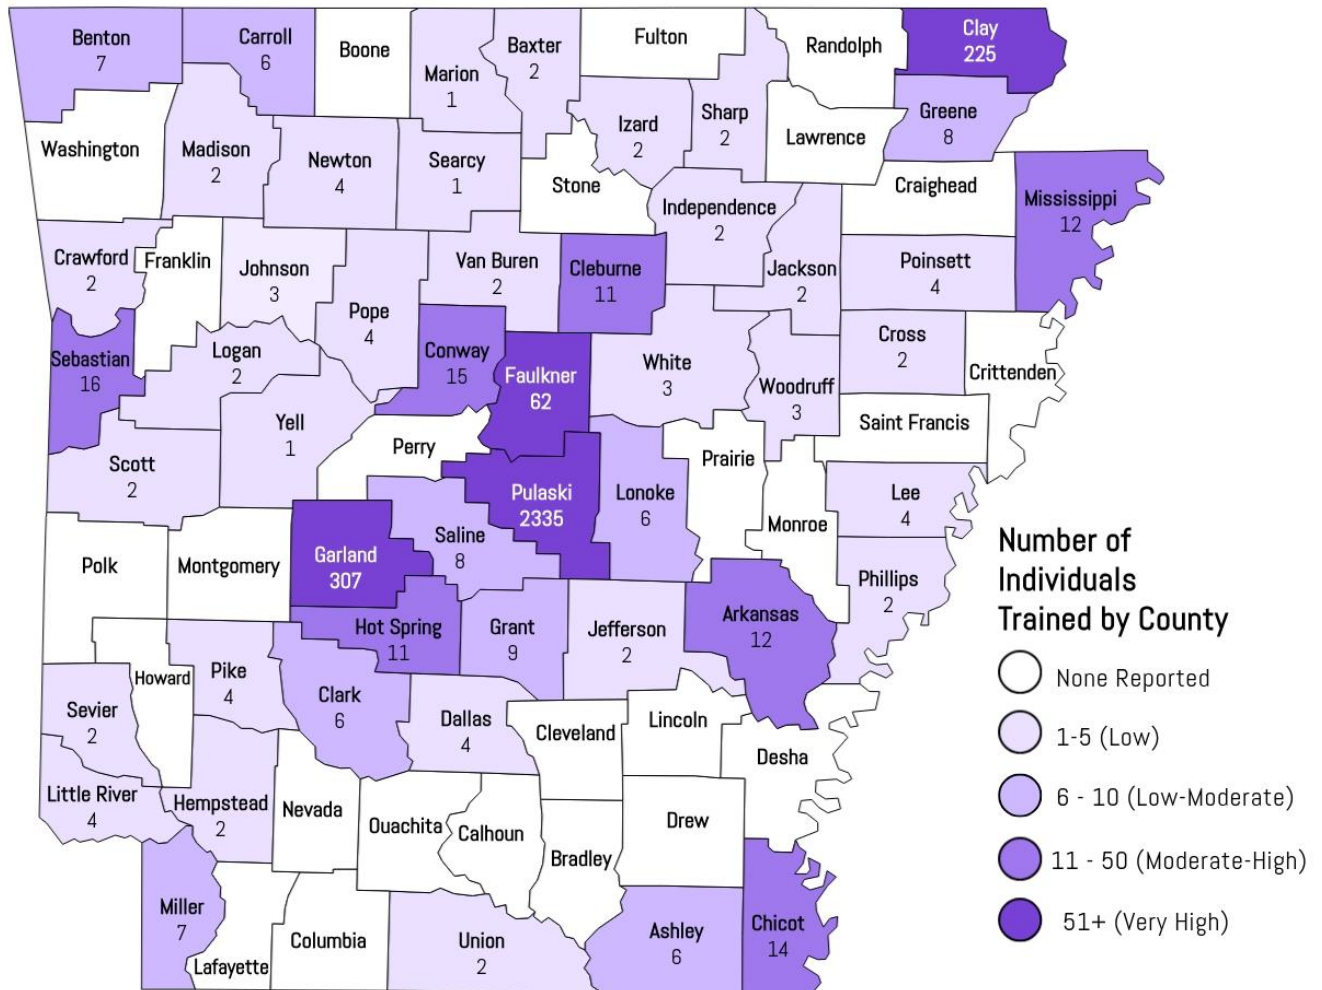 Benton
7
Carroll
6
Boone
Marion
1
Baxter
2
Fulton
Randolph
Clay
225
Washington
Madison
2
Newton
4
Searcy
1
Stone
Izard
2
Sharp
2
Lawrence
Greene
8
Craighead
Mississippi
12
Independence
2
Crawford
2
Franklin
Johnson
3
Pope
4
Van Buren
2
Cleburne
11
Jackson
2
Poinsett
4
Sebastian
16
Logan
2
Conway
15
Faulkner
62
White
3
Woodruff
3
Cross
2
Crittenden
Scott
2
Yell
1
Perry
Pulaski
2335
Lonoke
6
Prairie
Saint Francis
Monroe
Lee
4
Polk
Montgomery
Garland
307
Saline
8
Phillips
2
Hot Spring
11
Grant
9
Jefferson
2
Arkansas
12
Howard
Pike
4
Clark
6
Sevier
2
Dallas
4
Cleveland
Lincoln
Desha
Little River
4
Hempstead
2
Nevada
Ouachita
Calhoun
Bradley
Drew
Miller
7
Lafayette
Columbia
Union
2
Ashley
6
Chicot
14
Number of
Individuals
Trained by County
None Reported
1-5 (Low)
6 - 10 (Low-Moderate)
11 - 50 (Moderate-High)
51+ (Very High)